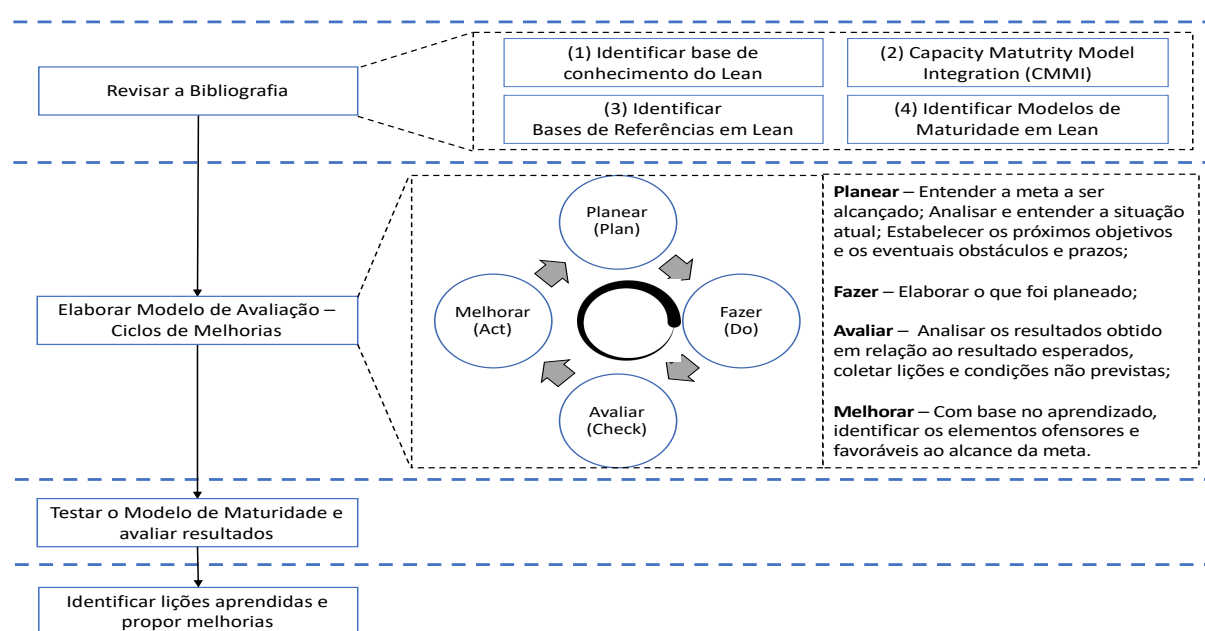 Revisar a Bibliografia
(1) Identificar base de
conhecimento do Lean
(2) Capacity Matutrity Model
Integration (CMMI)
(3) Identificar
Bases de Referências em Lean
(4) Identificar Modelos de
Maturidade em Lean
Elaborar Modelo de Avaliação –
Ciclos de Melhorias
Planear
(Plan)
Fazer
(Do)
Avaliar
(Check)
Melhorar
(Act)
Planear – Entender a meta a ser
alcançado; Analisar e entender a situação
atual; Estabelecer os próximos objetivos
e os eventuais obstáculos e prazos;
Fazer – Elaborar o que foi planeado;
Avaliar – Analisar os resultados obtido
em relação ao resultado esperados,
coletar lições e condições não previstas;
Melhorar – Com base no aprendizado,
identificar os elementos ofensores e
favoráveis ao alcance da meta.
Testar o Modelo de Maturidade e
avaliar resultados
Identificar lições aprendidas e
propor melhorias